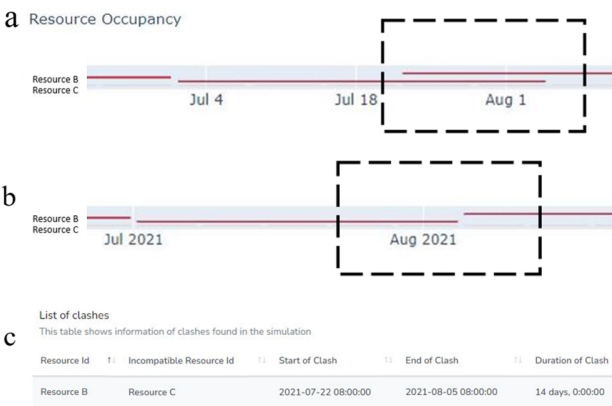 a Resource Occupancy
Resource B
Resource C
Jul 4 Jul 18 Aug 1
b
Resource B
Resource C
Jul 2021 Aug 2021
List of clashes
This table shows information of clashes found in the simulation
c
Resource Id ↑↓ Incompatible Resource Id ↑↓ Start of Clash ↑↓ End of Clash ↑↓ Duration of Clash
Resource B Resource C 2021-07-22 08:00:00 2021-08-05 08:00:00 14 days, 0:00:00